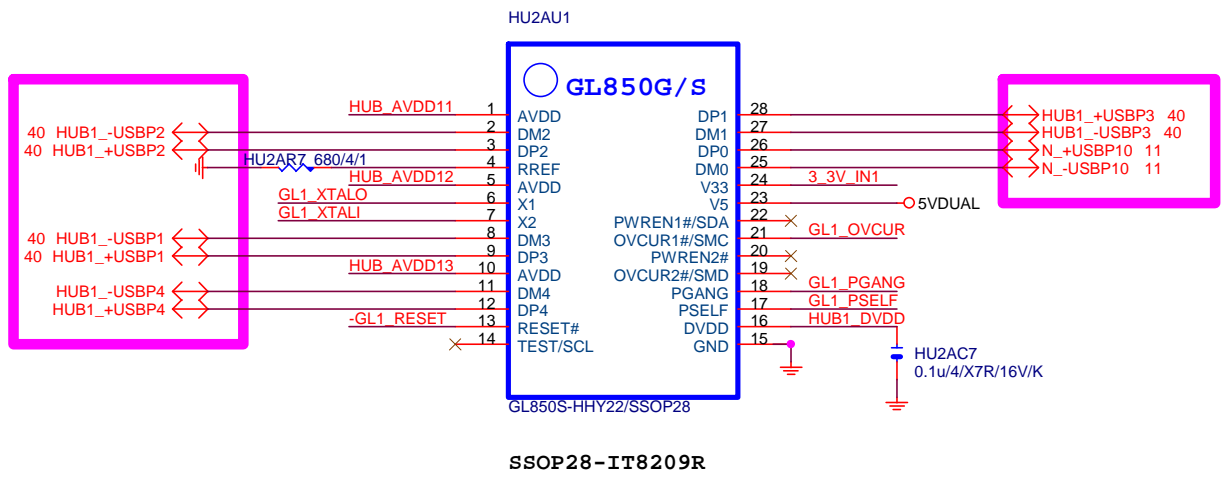 HU2AU1
GL850G/S
HUB_AVDD11 1 AVDD DP1 28 HUB1_+USBP3 40
40 HUB1_-USBP2 2 DM2 DM1 27 HUB1_-USBP3 40
40 HUB1_+USBP2 3 DP2 DP0 26 N_+USBP10 11
HU2AR7 680/4/1 4 RREF DM0 25 N_-USBP10 11
HUB_AVDD12 5 AVDD V33 24 3_3V_IN1
GL1_XTALO 6 X1 V5 23 5VDUAL
GL1_XTALI 7 X2 PWREN1#/SDA 22
40 HUB1_-USBP1 8 DM3 OVCUR1#/SMC 21 GL1_OVCUR
40 HUB1_+USBP1 9 DP3 PWREN2# 20
HUB_AVDD13 10 AVDD OVCUR2#/SMD 19
HUB1_-USBP4 11 DM4 PGANG 18 GL1_PGANG
HUB1_+USBP4 12 DP4 PSELF 17 GL1_PSELF
-GL1_RESET 13 RESET# DVDD 16 HUB1_DVDD
14 TEST/SCL GND 15
HU2AC7
0.1u/4/X7R/16V/K
GL850S-HHY22/SSOP28
SSOP28-IT8209R